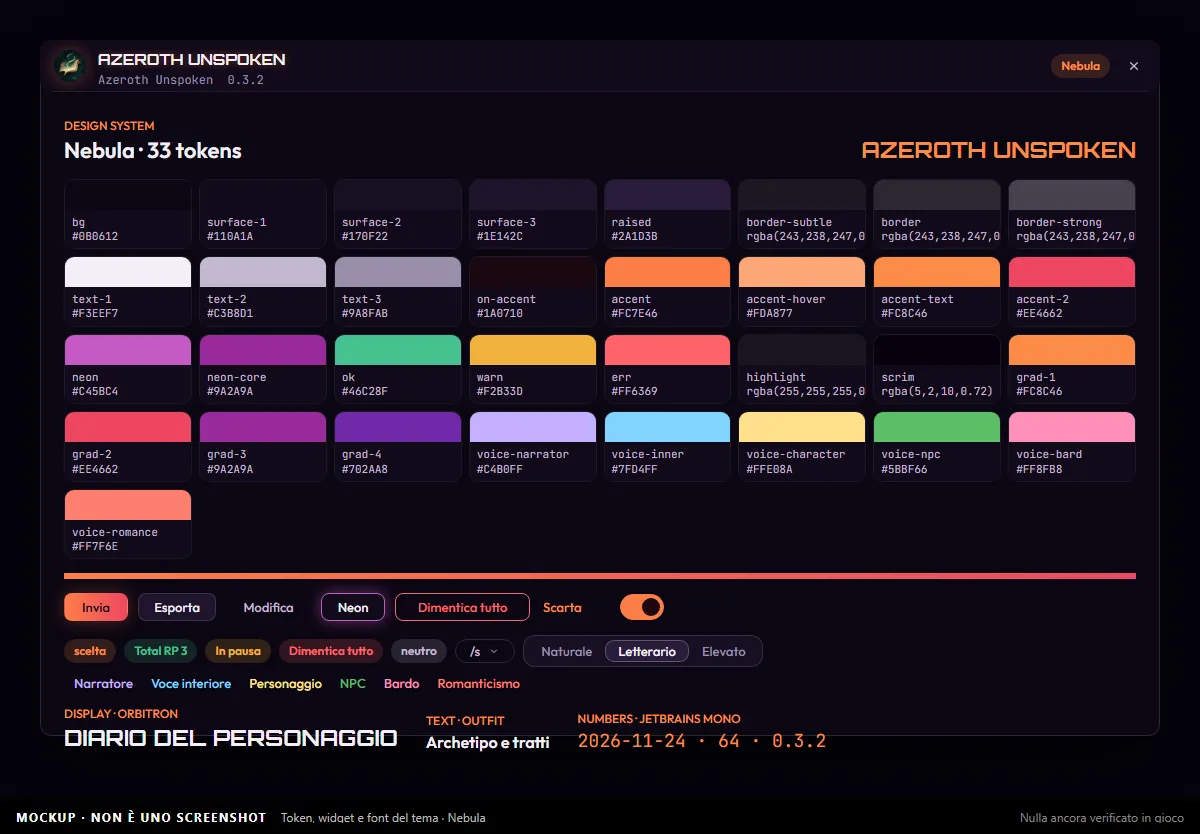 AZEROTH UNSPOKEN
Azeroth Unspoken 0.3.2
Nebula
DESIGN SYSTEM
Nebula · 33 tokens
AZEROTH UNSPOKEN
bg
#0B0612
surface-1
#110A1A
surface-2
#170F22
surface-3
#1E142C
raised
#2A1D3B
border-subtle
rgba(243,238,247,0
border
rgba(243,238,247,0
border-strong
rgba(243,238,247,0
text-1
#F3EEF7
text-2
#C3B8D1
text-3
#9A8FAB
on-accent
#1A0710
accent
#FC7E46
accent-hover
#FDA877
accent-text
#FC8C46
accent-2
#EE4662
neon
#C45BC4
neon-core
#9A2A9A
ok
#46C28F
warn
#F2B33D
err
#FF6369
highlight
rgba(255,255,255,0
scrim
rgba(5,2,10,0.72)
grad-1
#FC8C46
grad-2
#EE4662
grad-3
#9A2A9A
grad-4
#702AA8
voice-narrator
#C4B0FF
voice-inner
#7FD4FF
voice-character
#FFE08A
voice-npc
#5BBF66
voice-bard
#FF8FB8
voice-romance
#FF7F6E
Invia Esporta Modifica Neon Dimentica tutto Scarta
scelta Total RP 3 In pausa Dimentica tutto neutro /s Naturale Letterario Elevato
Narratore Voce interiore Personaggio NPC Bardo Romanticismo
DISPLAY · ORBITRON
DIARIO DEL PERSONAGGIO
TEXT · OUTFIT
Archetipo e tratti
NUMBERS · JETBRAINS MONO
2026-11-24 · 64 · 0.3.2
MOCKUP · NON È UNO SCREENSHOT Token, widget e font del tema · Nebula
Nulla ancora verificato in gioco